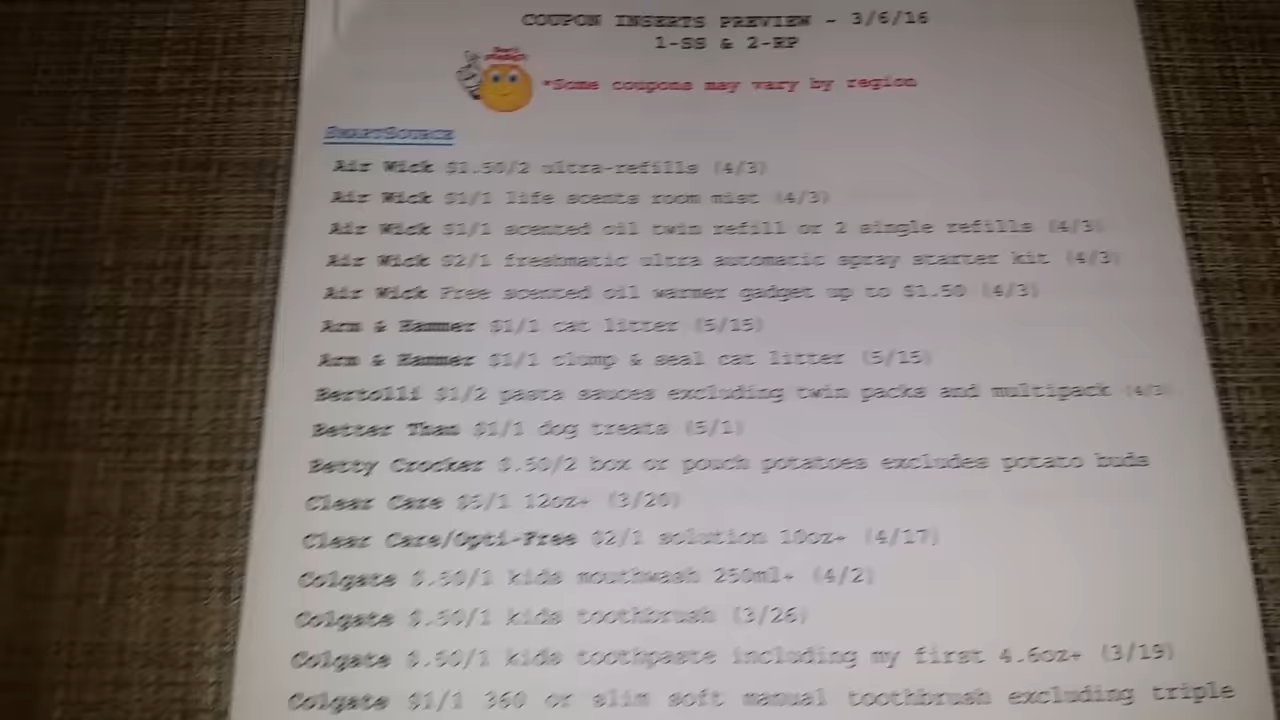 COUPON INSERTS PREVIEW - 3/6/16
1-SS & 2-RP
*Some coupons may vary by region
SMARTSOURCE
Air Wick $1.50/2 ultra-refills (4/3)
Air Wick $1/1 life scents room mist (4/3)
Air Wick $1/1 scented oil twin refill or 2 single refills (4/3)
Air Wick $2/1 freshmatic ultra automatic spray starter kit (4/3)
Air Wick Free scented oil warmer gadget up to $1.50 (4/3)
Arm & Hammer $1/1 cat litter (5/15)
Arm & Hammer $1/1 clump & seal cat litter (5/15)
Bertolli $1/2 pasta sauces excluding twin packs and multipack (4/3)
Better Than $1/1 dog treats (5/1)
Betty Crocker $.50/2 box or pouch potatoes excludes potato buds
Clear Care $5/1 12oz+ (3/20)
Clear Care/Opti-Free $2/1 solution 10oz+ (4/17)
Colgate $.50/1 kids mouthwash 250ml+ (4/2)
Colgate $.50/1 kids toothbrush (3/26)
Colgate $.50/1 kids toothpaste including my first 4.6oz+ (3/19)
Colgate $1/1 360 or slim soft manual toothbrush excluding triple